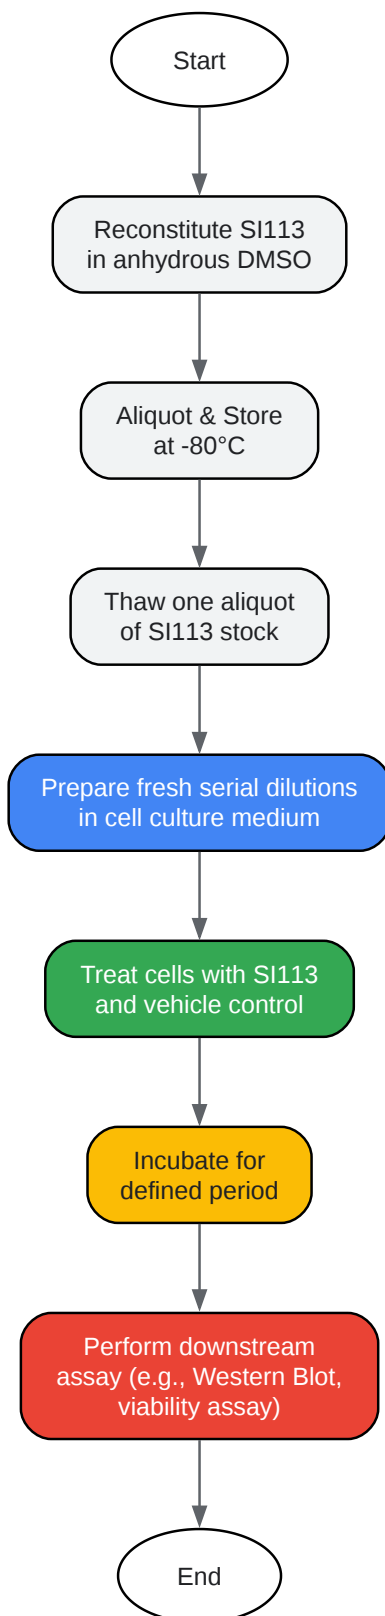 Start
Reconstitute SI113
in anhydrous DMSO
Aliquot & Store
at -80°C
Thaw one aliquot
of SI113 stock
Prepare fresh serial dilutions
in cell culture medium
Treat cells with SI113
and vehicle control
Incubate for
defined period
Perform downstream
assay (e.g., Western Blot,
viability assay)
End